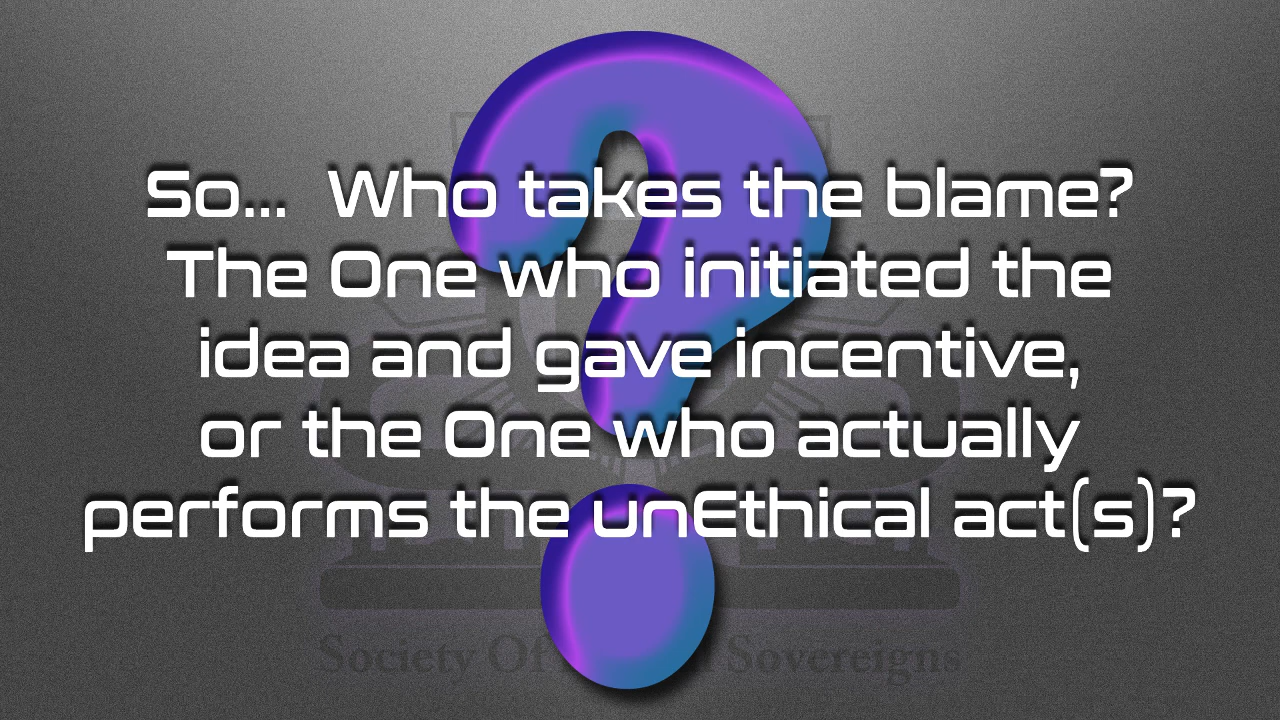 So... Who takes the blame?
The One who initiated the
idea and gave incentive,
or the One who actually
performs the unEthical act(s)?
Society Of Sovereigns